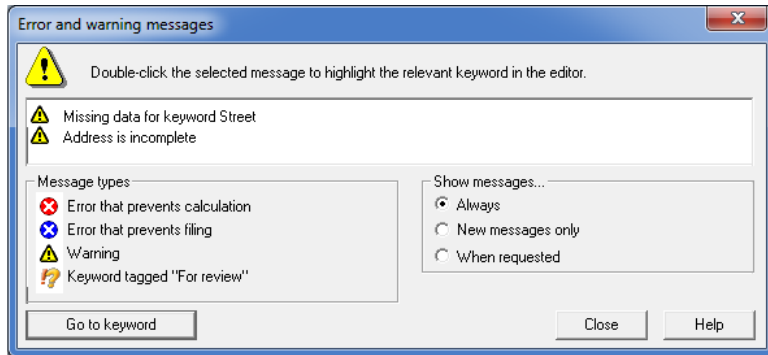 Error and warning messages
Double-click the selected message to highlight the relevant keyword in the editor.
Missing data for keyword Street
Address is incomplete
Message types
Error that prevents calculation
Error that prevents filing
Warning
Keyword tagged "For review"
Show messages...
Always
New messages only
When requested
Go to keyword
Close
Help